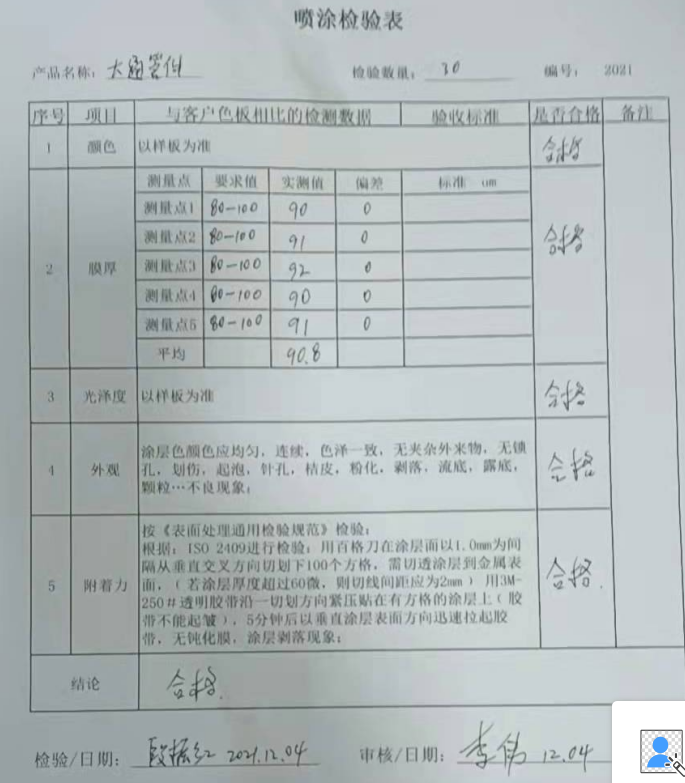 喷涂检验表
产品名称： 检验数量： 30 编号： 2021
序号 项目 与客户色板相比的检测数据 验收标准 是否合格 备注
1 颜色 以样板为准 合格
测量点 要求值 实测值 偏差 标准 um
测量点1 80-100 90 0
测量点2 80-100 91 0
2 膜厚 测量点3 80-100 92 0 合格
测量点4 80-100 90 0
测量点5 80-100 91 0
平均 90.8
3 光泽度 以样板为准 合格
4 外观 涂层色颜色应均匀，连续，色泽一致，无夹杂外来物，无锁
孔，划伤，起泡，针孔，桔皮，粉化，剥落，流底，露底，
颗粒…不良现象； 合格
5 附着力 按《表面处理通用检验规范》检验；
根据：ISO 2409进行检验：用百格刀在涂层面以1.0mm为间
隔从垂直交叉方向切划下100个方格，需切透涂层到金属表
面，（若涂层厚度超过60微，则切线间距应为2mm）用3M-
250#透明胶带沿一切划方向紧压贴在有方格的涂层上（胶
带不能起皱），5分钟后以垂直涂层表面方向迅速拉起胶
带，无钝化膜，涂层剥落现象； 合格
结论 合格.
检验/日期： 段振红 2021.12.04 审核/日期： 李伟 12.04